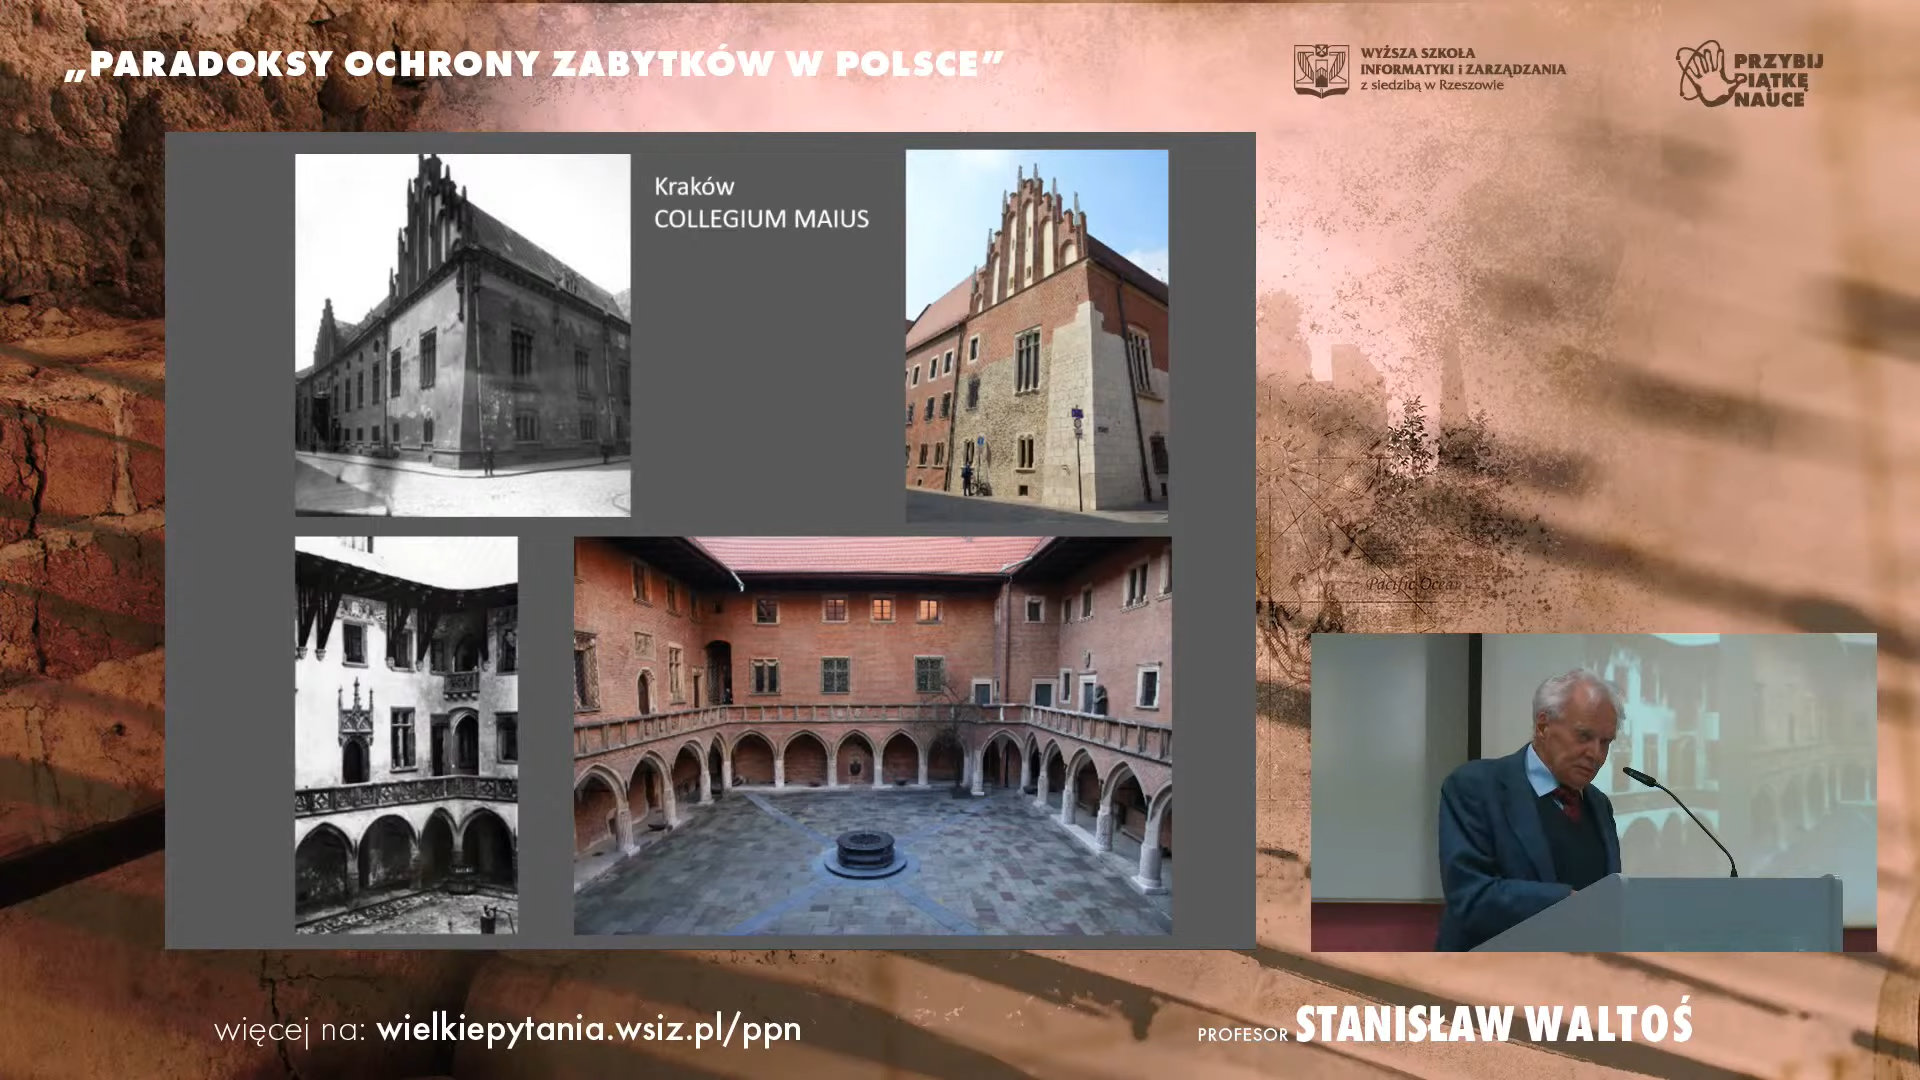 „PARADOKSY OCHRONY ZABYTKÓW W POLSCE”
WYŻSZA SZKOŁA
INFORMATYKI i ZARZĄDZANIA
z siedzibą w Rzeszowie
PRZYBIJ
PIĄTKĘ
NAUCE
Kraków
COLLEGIUM MAIUS
Pacific Ocean
więcej na: wielkiepytania.wsiz.pl/ppn
PROFESOR STANISŁAW WALTOŚ